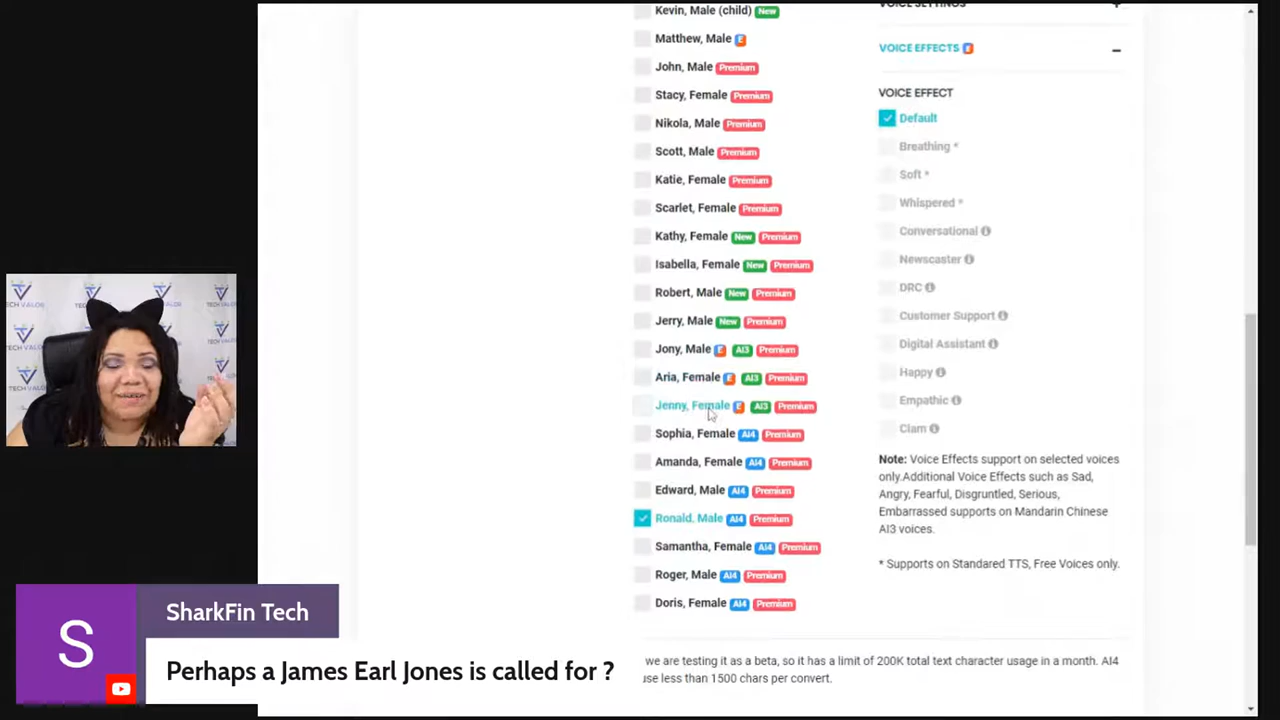 Kevin, Male (child) New
Matthew, Male E
John, Male Premium
Stacy, Female Premium
Nikola, Male Premium
Scott, Male Premium
Katie, Female Premium
Scarlet, Female Premium
Kathy, Female New Premium
Isabella, Female New Premium
Robert, Male New Premium
Jerry, Male New Premium
Jony, Male E AI3 Premium
Aria, Female E AI3 Premium
Jenny, Female E AI3 Premium
Sophia, Female AI4 Premium
Amanda, Female AI4 Premium
Edward, Male AI4 Premium
Ronald. Male AI4 Premium
Samantha, Female AI4 Premium
Roger, Male AI4 Premium
Doris, Female AI4 Premium
VOICE SETTINGS
VOICE EFFECTS E
VOICE EFFECT
Default
Breathing *
Soft *
Whispered *
Conversational
Newscaster
DRC
Customer Support
Digital Assistant
Happy
Empathic
Clam
Note: Voice Effects support on selected voices
only.Additional Voice Effects such as Sad,
Angry, Fearful, Disgruntled, Serious,
Embarrassed supports on Mandarin Chinese
AI3 voices.
* Supports on Standared TTS, Free Voices only.
we are testing it as a beta, so it has a limit of 200K total text character usage in a month. AI4
use less than 1500 chars per convert.
TECH VALOR
S
SharkFin Tech
Perhaps a James Earl Jones is called for ?